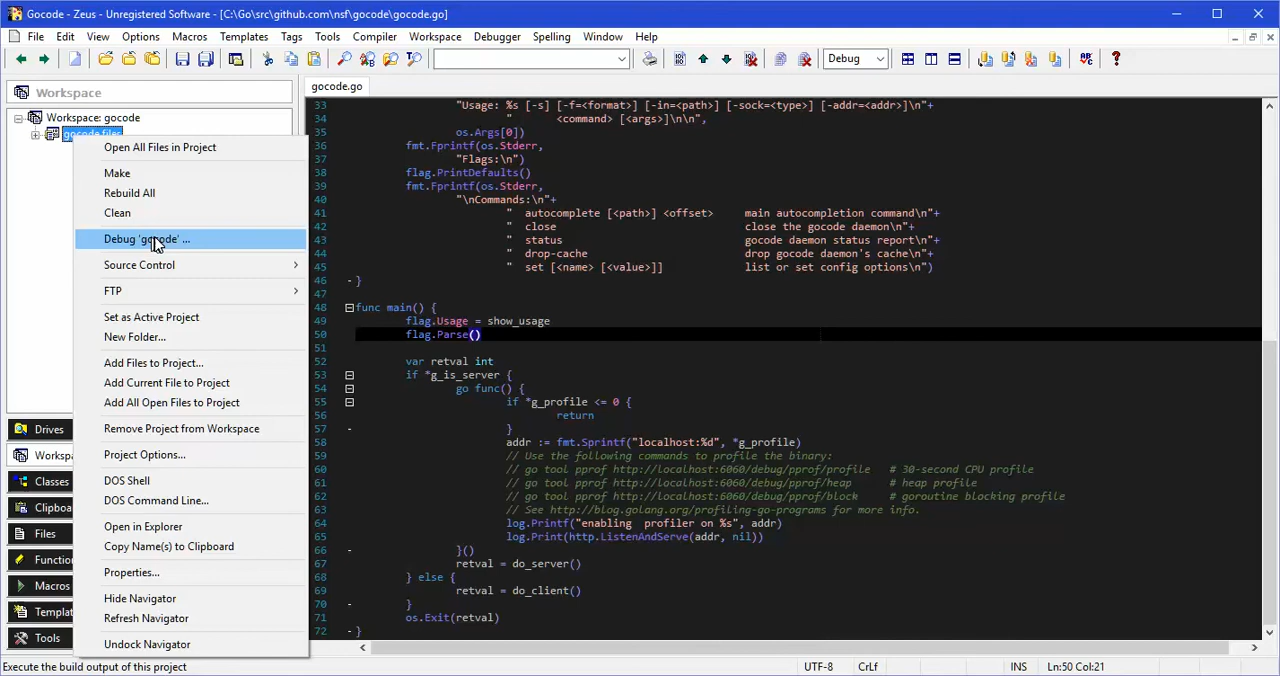 Gocode - Zeus - Unregistered Software - [C:\Go\src\github.com\nsf\gocode\gocode.go]
File Edit View Options Macros Templates Tags Tools Compiler Workspace Debugger Spelling Window Help
Debug
Workspace
gocode.go
Workspace: gocode
gocode files
Open All Files in Project
Make
Rebuild All
Clean
Debug 'gocode' ...
Source Control
FTP
Set as Active Project
New Folder...
Add Files to Project...
Add Current File to Project
Add All Open Files to Project
Remove Project from Workspace
Project Options...
DOS Shell
DOS Command Line...
Open in Explorer
Copy Name(s) to Clipboard
Properties...
Hide Navigator
Refresh Navigator
Undock Navigator
Drives
Workspa
Classes
Clipboa
Files
Function
Macros
Templat
Tools
33 "Usage: %s [-s] [-f=<format>] [-in=<path>] [-sock=<type>] [-addr=<addr>]\n"+
34 " <command> [<args>]\n\n",
35 os.Args[0])
36 fmt.Fprintf(os.Stderr,
37 "Flags:\n")
38 flag.PrintDefaults()
39 fmt.Fprintf(os.Stderr,
40 "\nCommands:\n"+
41 " autocomplete [<path>] <offset> main autocompletion command\n"+
42 " close close the gocode daemon\n"+
43 " status gocode daemon status report\n"+
44 " drop-cache drop gocode daemon's cache\n"+
45 " set [<name> [<value>]] list or set config options\n")
46 }
47
48 func main() {
49 flag.Usage = show_usage
50 flag.Parse()
51
52 var retval int
53 if *g_is_server {
54 go func() {
55 if *g_profile <= 0 {
56 return
57 }
58 addr := fmt.Sprintf("localhost:%d", *g_profile)
59 // Use the following commands to profile the binary:
60 // go tool pprof http://localhost:6060/debug/pprof/profile # 30-second CPU profile
61 // go tool pprof http://localhost:6060/debug/pprof/heap # heap profile
62 // go tool pprof http://localhost:6060/debug/pprof/block # goroutine blocking profile
63 // See http://blog.golang.org/profiling-go-programs for more info.
64 log.Printf("enabling  profiler on %s", addr)
65 log.Print(http.ListenAndServe(addr, nil))
66 }()
67 retval = do_server()
68 } else {
69 retval = do_client()
70 }
71 os.Exit(retval)
72 }
Execute the build output of this project
UTF-8 CrLf INS Ln:50 Col:21